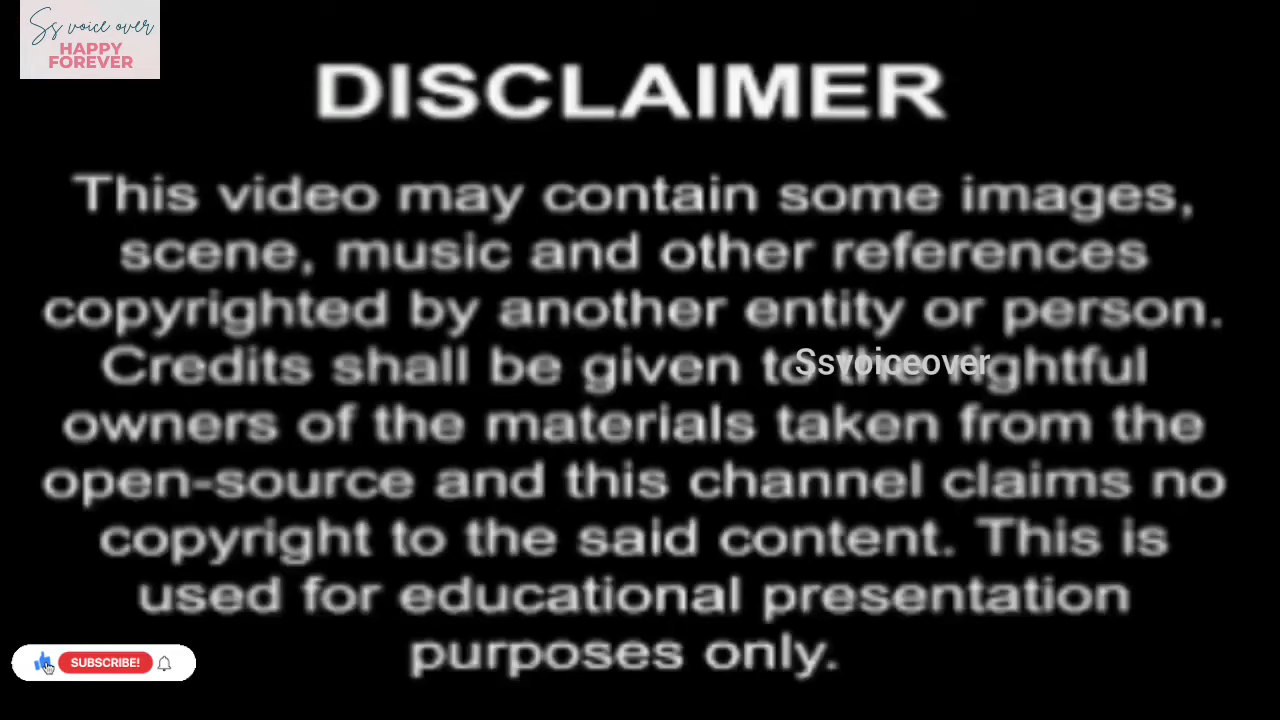 Ss voice over
HAPPY
FOREVER
DISCLAIMER
This video may contain some images,
scene, music and other references
copyrighted by another entity or person.
Credits shall be given to the rightful
Ssvoiceover
owners of the materials taken from the
open-source and this channel claims no
copyright to the said content. This is
used for educational presentation
purposes only.
SUBSCRIBE!